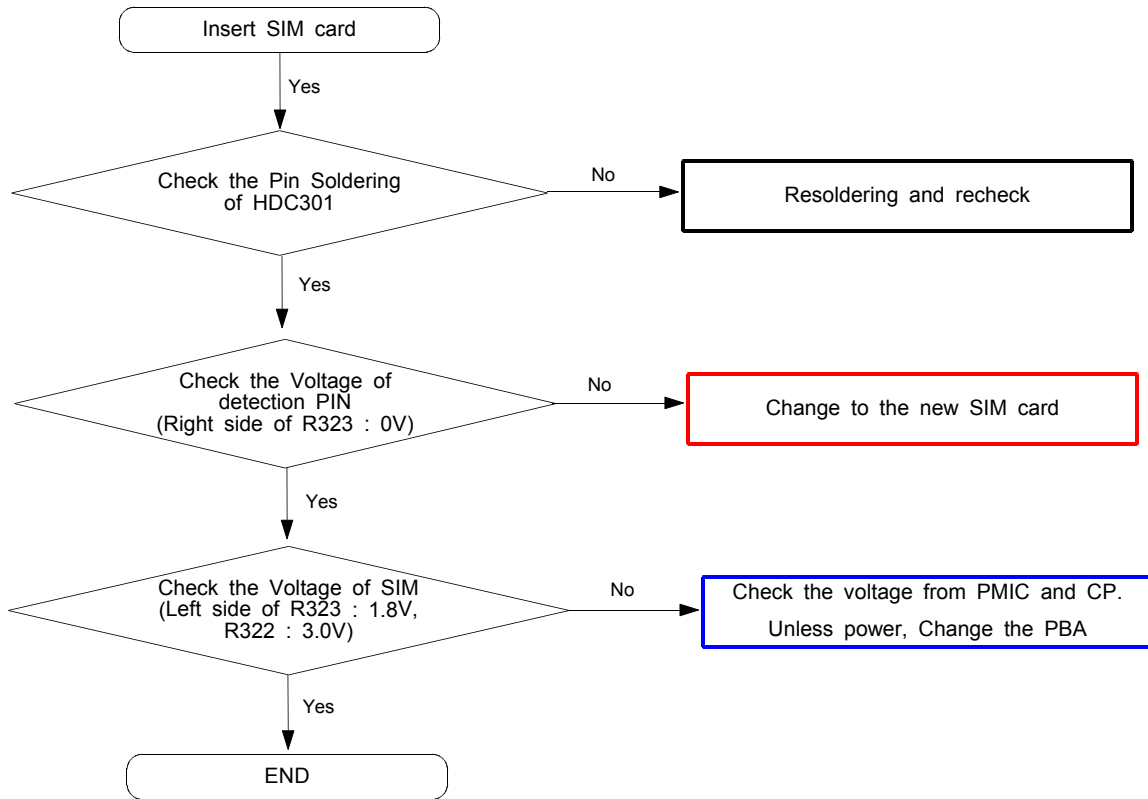 Insert SIM card
Yes
Check the Pin Soldering
of HDC301
No
Resoldering and recheck
Yes
Check the Voltage of
detection PIN
(Right side of R323 : 0V)
No
Change to the new SIM card
Yes
Check the Voltage of SIM
(Left side of R323 : 1.8V,
R322 : 3.0V)
No
Check the voltage from PMIC and CP.
Unless power, Change the PBA
Yes
END